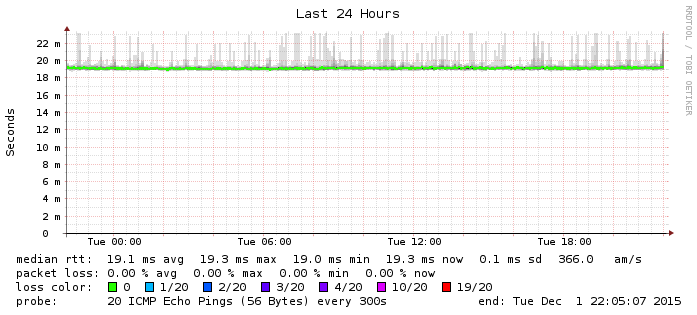 Last 24 Hours
RRDTOOL / TOBI OETIKER
Seconds
22 m
20 m
18 m
16 m
14 m
12 m
10 m
8 m
6 m
4 m
2 m
0
Tue 00:00 Tue 06:00 Tue 12:00 Tue 18:00
median rtt: 19.1 ms avg 19.3 ms max 19.0 ms min 19.3 ms now 0.1 ms sd 366.0 am/s
packet loss: 0.00 % avg 0.00 % max 0.00 % min 0.00 % now
loss color: 0 1/20 2/20 3/20 4/20 10/20 19/20
probe: 20 ICMP Echo Pings (56 Bytes) every 300s end: Tue Dec 1 22:05:07 2015